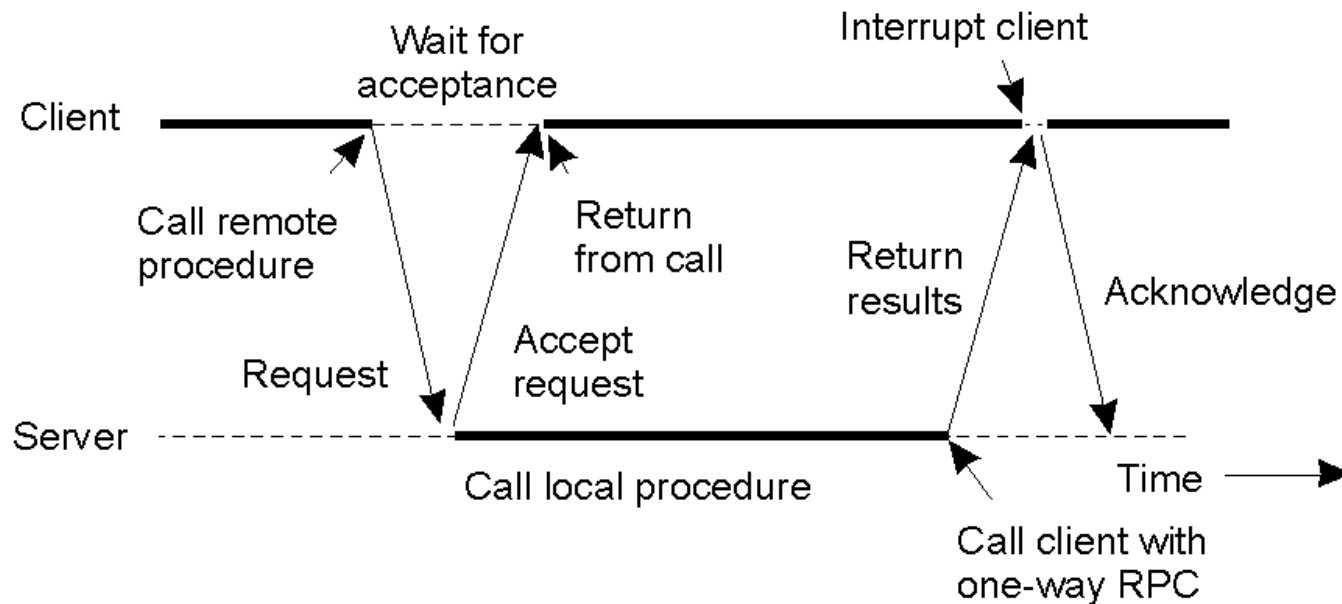 Interrupt client
Wait for
acceptance
Client
Call remote
procedure
Return
from call
Return
results
Acknowledge
Request
Accept
request
Server
Call local procedure
Time
Call client with
one-way RPC